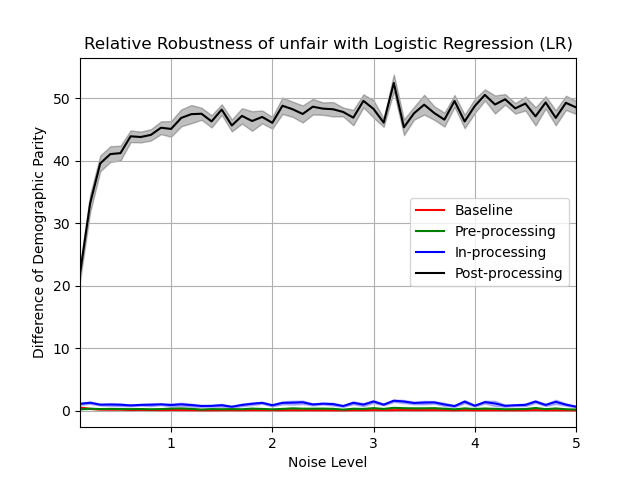 Relative Robustness of unfair with Logistic Regression (LR)
Difference of Demographic Parity
50
40
30
20
10
0
Baseline
Pre-processing
In-processing
Post-processing
1 2 3 4 5
Noise Level